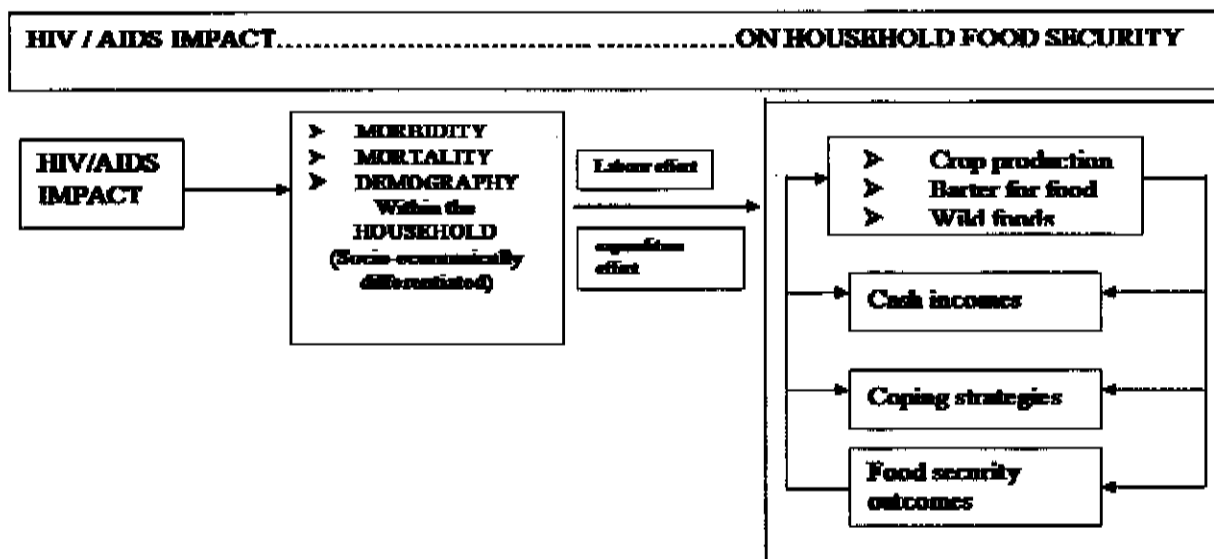 HIV / AIDS IMPACT.......................................... ..................ON HOUSEHOLD FOOD SECURITY
HIV/AIDS
IMPACT
➤ MORBIDITY
➤ MORTALITY
➤ DEMOGRAPHY
Within the
HOUSEHOLD
(Socio-economically
differentiated)
Labour effect
expenditure
effect
➤ Crop production
➤ Barter for food
➤ Wild foods
Cash incomes
Coping strategies
Food security
outcomes